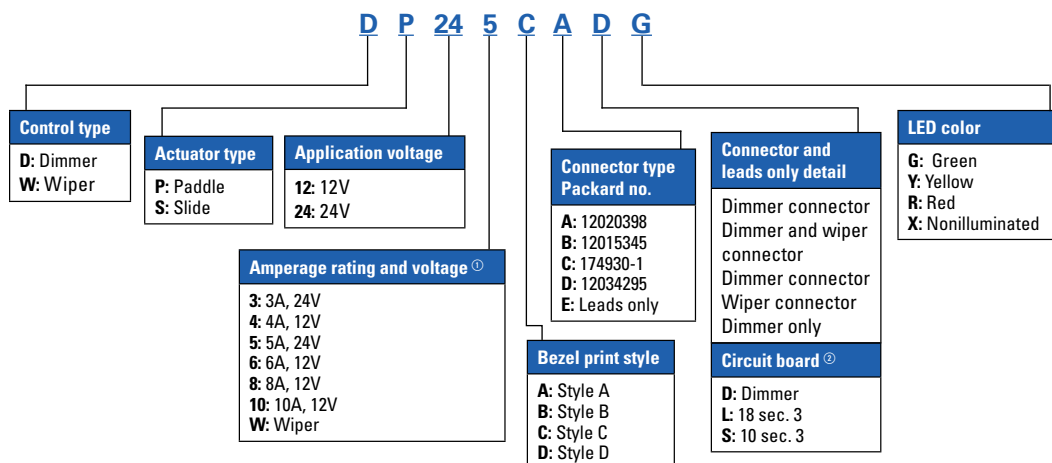 D P 24 5 C A D G
Control type
D: Dimmer
W: Wiper
Actuator type
P: Paddle
S: Slide
Application voltage
12: 12V
24: 24V
Amperage rating and voltage ①
3: 3A, 24V
4: 4A, 12V
5: 5A, 24V
6: 6A, 12V
8: 8A, 12V
10: 10A, 12V
W: Wiper
Bezel print style
A: Style A
B: Style B
C: Style C
D: Style D
Connector type
Packard no.
A: 12020398
B: 12015345
C: 174930-1
D: 12034295
E: Leads only
Connector and
leads only detail
Dimmer connector
Dimmer and wiper
connector
Dimmer connector
Wiper connector
Dimmer only
Circuit board ②
D: Dimmer
L: 18 sec. 3
S: 10 sec. 3
LED color
G: Green
Y: Yellow
R: Red
X: Nonilluminated